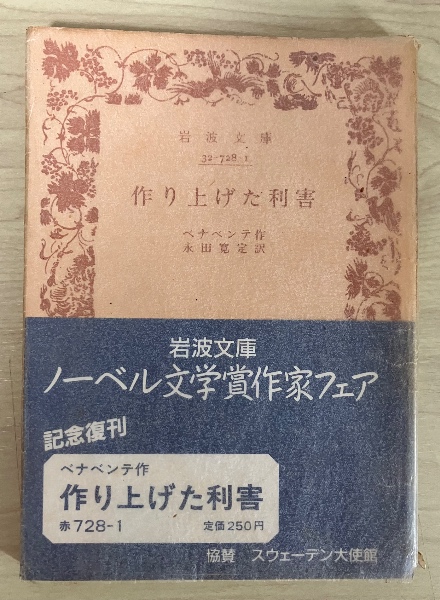 岩波文庫
32-728-1
作り上げた利害
ベナベンテ作
永田寛定訳
岩波文庫
ノーベル文学賞作家フェア
記念復刊
ベナベンテ作
作り上げた利害
赤728-1 定価250円
協賛 スウェーデン大使館